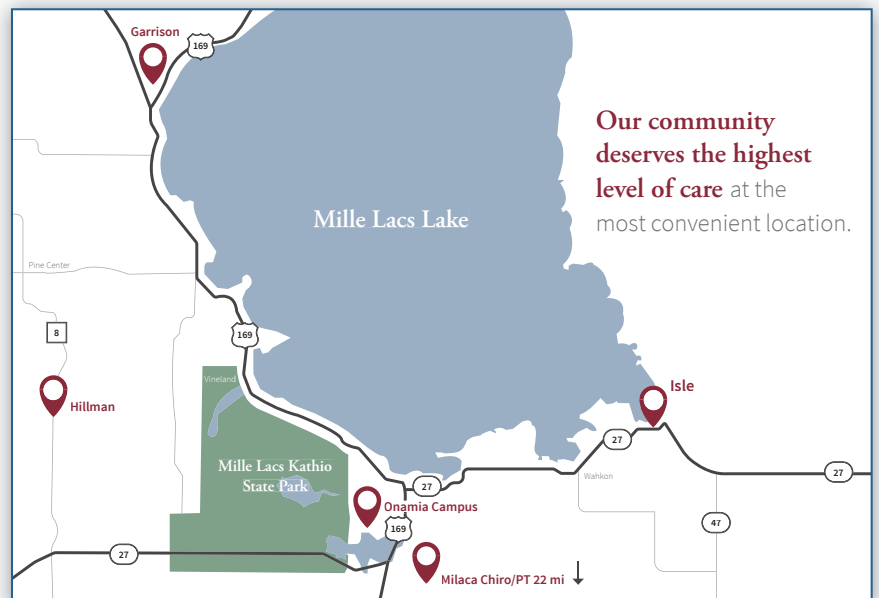 Garrison
169
Our community
deserves the highest
level of care at the
most convenient location.
Mille Lacs Lake
Pine Center
8
169
Vineland
Isle
Hillman
27
Mille Lacs Kathio
State Park
27
Wahkon
27
Onamia Campus
47
169
27
Milaca Chiro/PT 22 mi